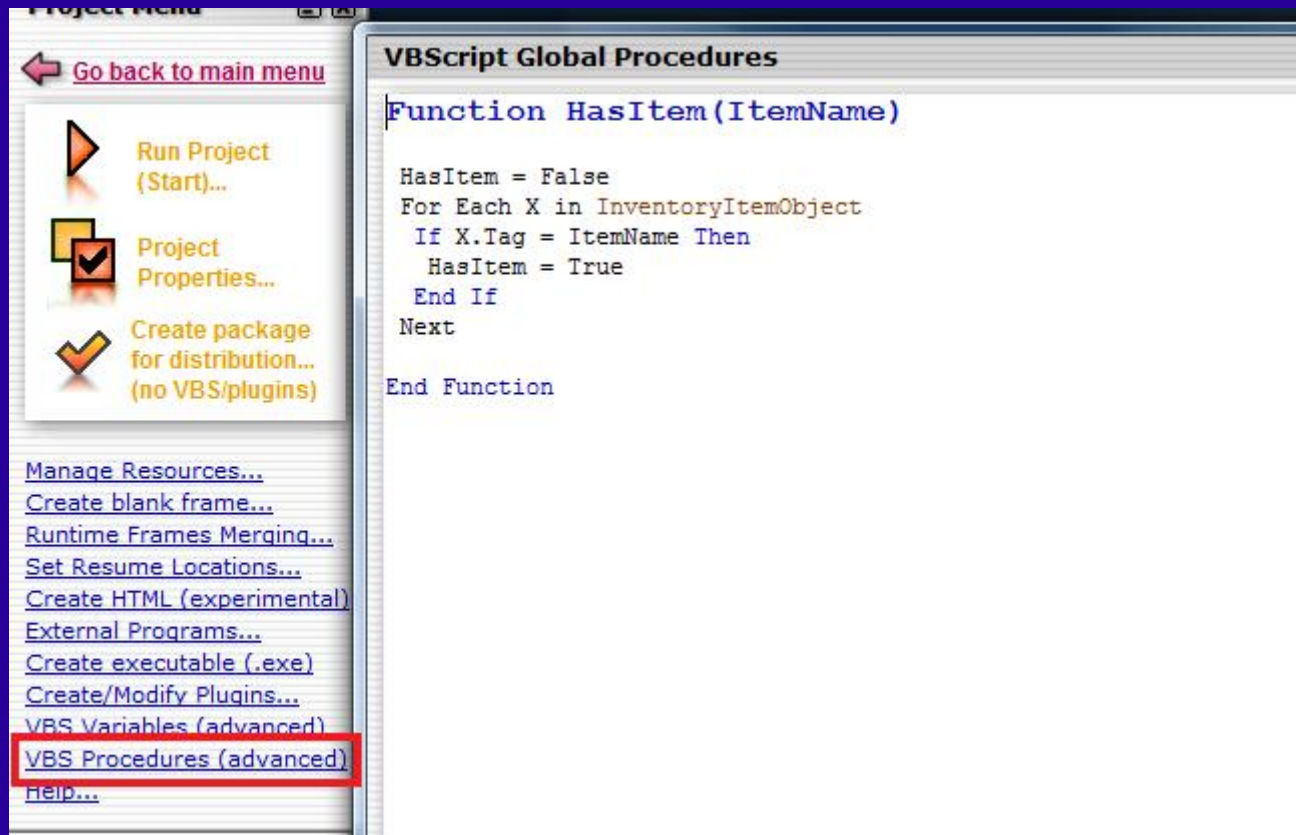 Project Menu
Go back to main menu
Run Project
(Start)...
Project
Properties...
Create package
for distribution...
(no VBS/plugins)
Manage Resources...
Create blank frame...
Runtime Frames Merging...
Set Resume Locations...
Create HTML (experimental)
External Programs...
Create executable (.exe)
Create/Modify Plugins...
VBS Variables (advanced)
VBS Procedures (advanced)
Help...
VBScript Global Procedures
Function HasItem(ItemName)
HasItem = False
For Each X in InventoryItemObject
If X.Tag = ItemName Then
HasItem = True
End If
Next
End Function